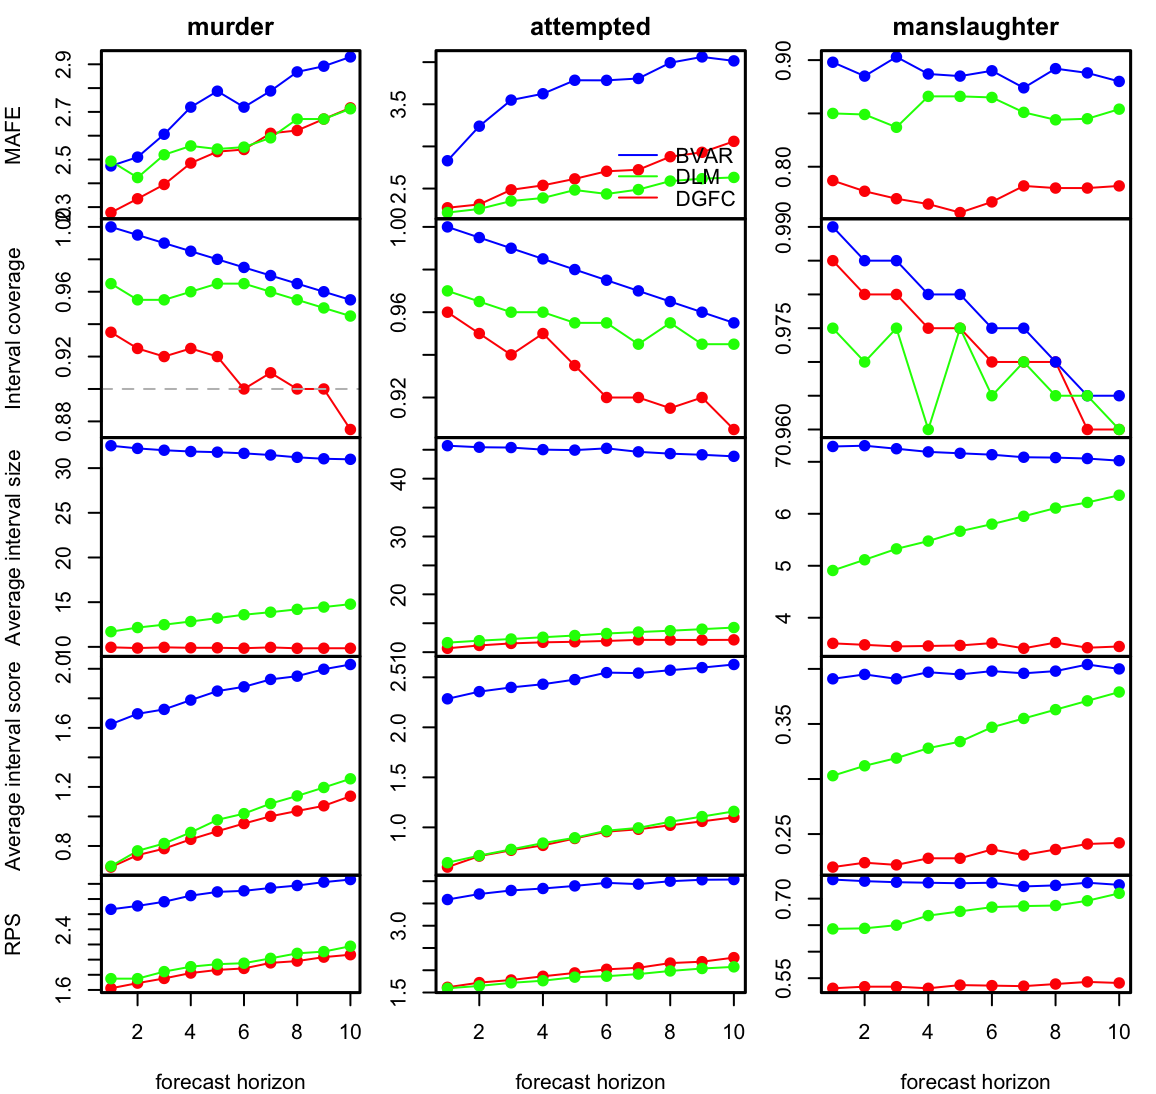 murder attempted manslaughter
MAFE
2.3 2.5 2.7 2.9
2.5 3.5
0.80 0.90
BVAR
DLM
DGFC
Interval coverage
0.88 0.92 0.96 1.00
0.92 0.96 1.00
0.960 0.975 0.990
Average interval size
10 15 20 25 30
10 20 30 40
4 5 6 7
Average interval score
0.8 1.2 1.6 2.0
1.0 1.5 2.0 2.5
0.25 0.35
RPS
1.6 2.4
1.5 3.0
0.55 0.70
2 4 6 8 10 2 4 6 8 10 2 4 6 8 10
forecast horizon forecast horizon forecast horizon